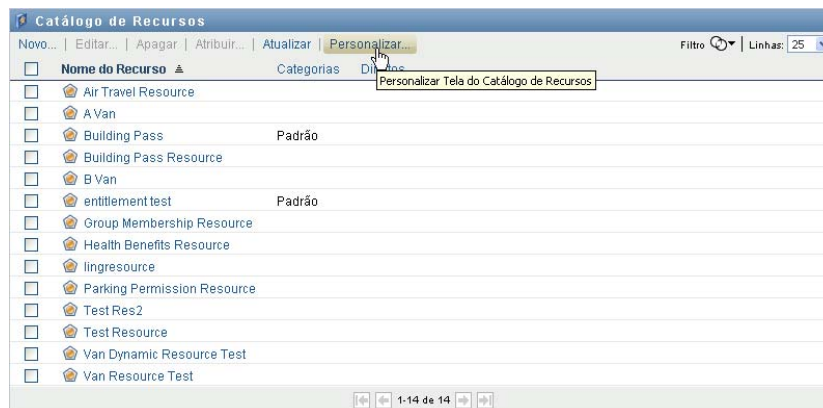 Catálogo de Recursos
Novo... | Editar... | Apagar | Atribuir... | Atualizar | Personalizar... Filtro | Linhas: 25
Nome do Recurso Categorias Direitos
Personalizar Tela do Catálogo de Recursos
Air Travel Resource
A Van
Building Pass Padrão
Building Pass Resource
B Van
entitlement test Padrão
Group Membership Resource
Health Benefits Resource
lingresource
Parking Permission Resource
Test Res2
Test Resource
Van Dynamic Resource Test
Van Resource Test
1-14 de 14